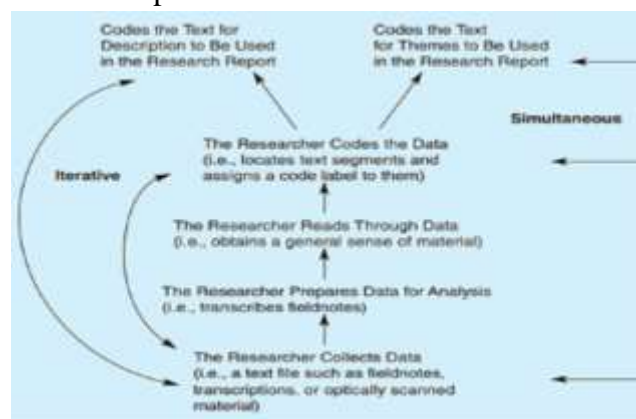 Codes the Text for
Description to Be Used
in the Research Report
Codes the Text
for Themes to Be Used
in the Research Report
Simultaneous
The Researcher Codes the Data
(i.e., locates text segments and
assigns a code label to them)
Iterative
The Researcher Reads Through Data
(i.e., obtains a general sense of material)
The Researcher Prepares Data for Analysis
(i.e., transcribes fieldnotes)
The Researcher Collects Data
(i.e., a text file such as fieldnotes,
transcriptions, or optically scanned
material)